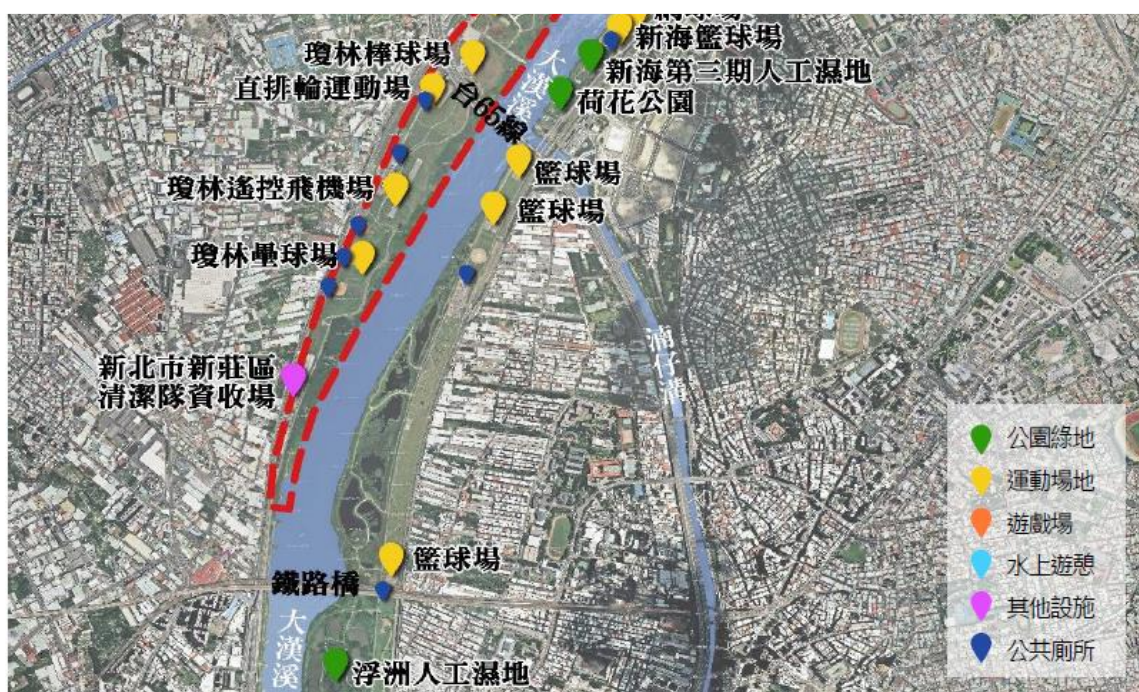 新海籃球場
瓊林棒球場
新海第三期人工濕地
直排輪運動場
荷花公園
大漢溪
台65線
籃球場
瓊林遙控飛機場
籃球場
瓊林壘球場
湳仔溝
新北市新莊區
清潔隊資收場
公園綠地
運動場地
遊戲場
水上遊憩
其他設施
公共廁所
籃球場
鐵路橋
大漢溪
浮洲人工濕地